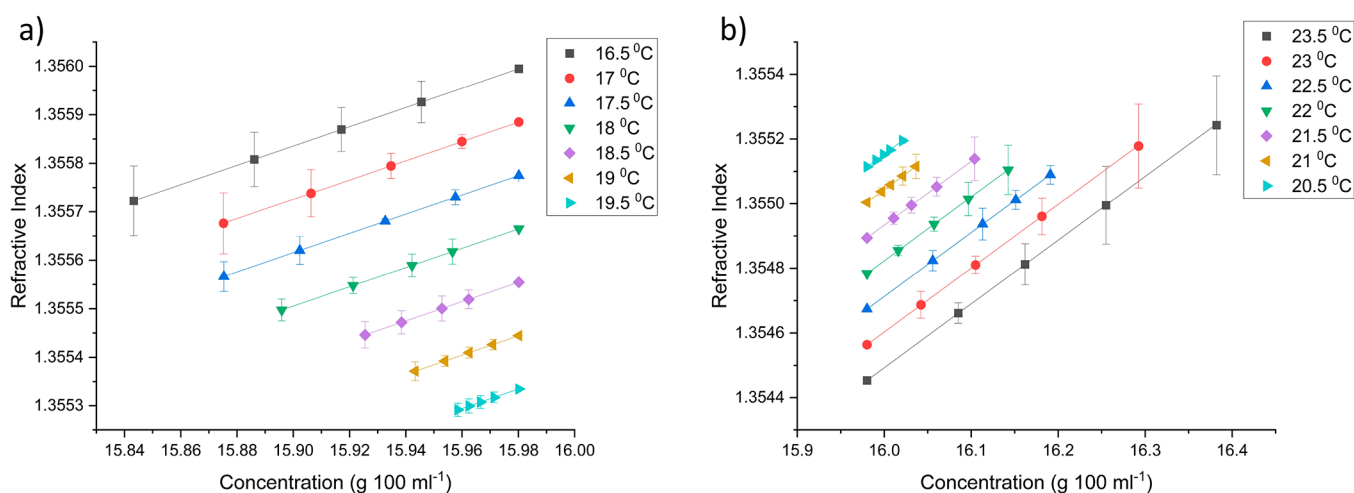 a)
Refractive Index
1.3560
1.3559
1.3558
1.3557
1.3556
1.3555
1.3554
1.3553
15.84
15.86
15.88
15.90
15.92
15.94
15.96
15.98
16.00
Concentration (g 100 ml⁻¹)
16.5 ⁰C
17 ⁰C
17.5 ⁰C
18 ⁰C
18.5 ⁰C
19 ⁰C
19.5 ⁰C
b)
Refractive Index
1.3554
1.3552
1.3550
1.3548
1.3546
1.3544
1.3543
15.9
16.0
16.1
16.2
16.3
16.4
Concentration (g 100 ml⁻¹)
23.5 ⁰C
23 ⁰C
22.5 ⁰C
22 ⁰C
21.5 ⁰C
21 ⁰C
20.5 ⁰C